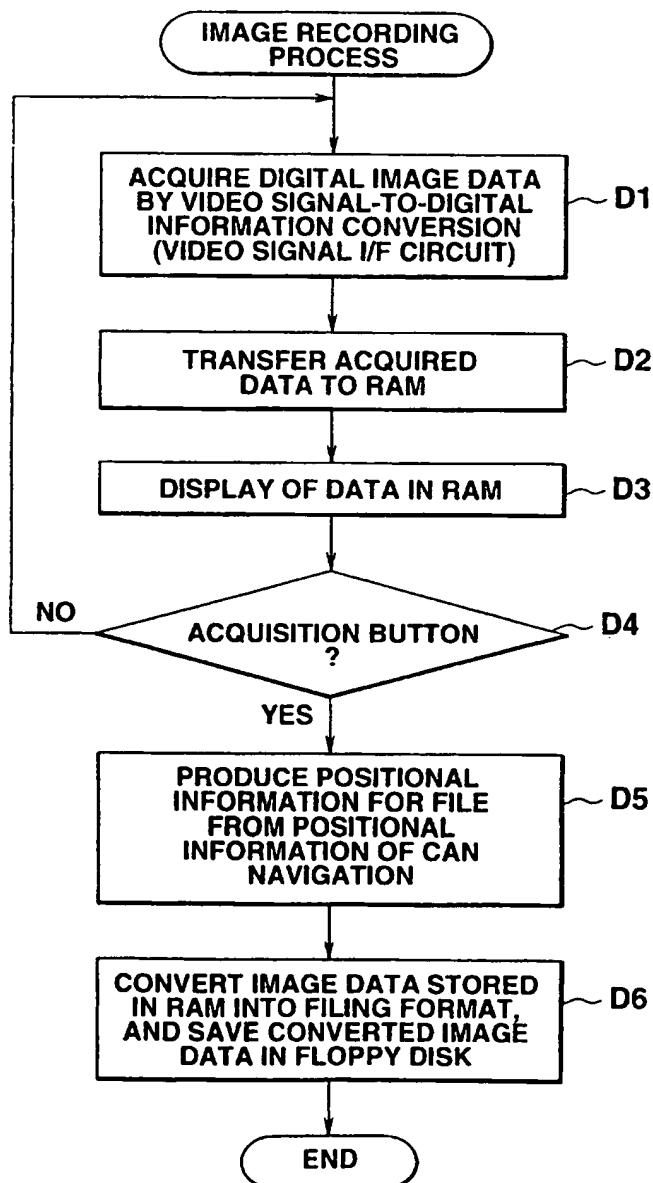 IMAGE RECORDING
PROCESS
ACQUIRE DIGITAL IMAGE DATA
BY VIDEO SIGNAL-TO-DIGITAL
INFORMATION CONVERSION
(VIDEO SIGNAL I/F CIRCUIT)
D1
TRANSFER ACQUIRED
DATA TO RAM
D2
DISPLAY OF DATA IN RAM
D3
NO
ACQUISITION BUTTON
?
D4
YES
PRODUCE POSITIONAL
INFORMATION FOR FILE
FROM POSITIONAL
INFORMATION OF CAN
NAVIGATION
D5
CONVERT IMAGE DATA STORED
IN RAM INTO FILING FORMAT,
AND SAVE CONVERTED IMAGE
DATA IN FLOPPY DISK
D6
END